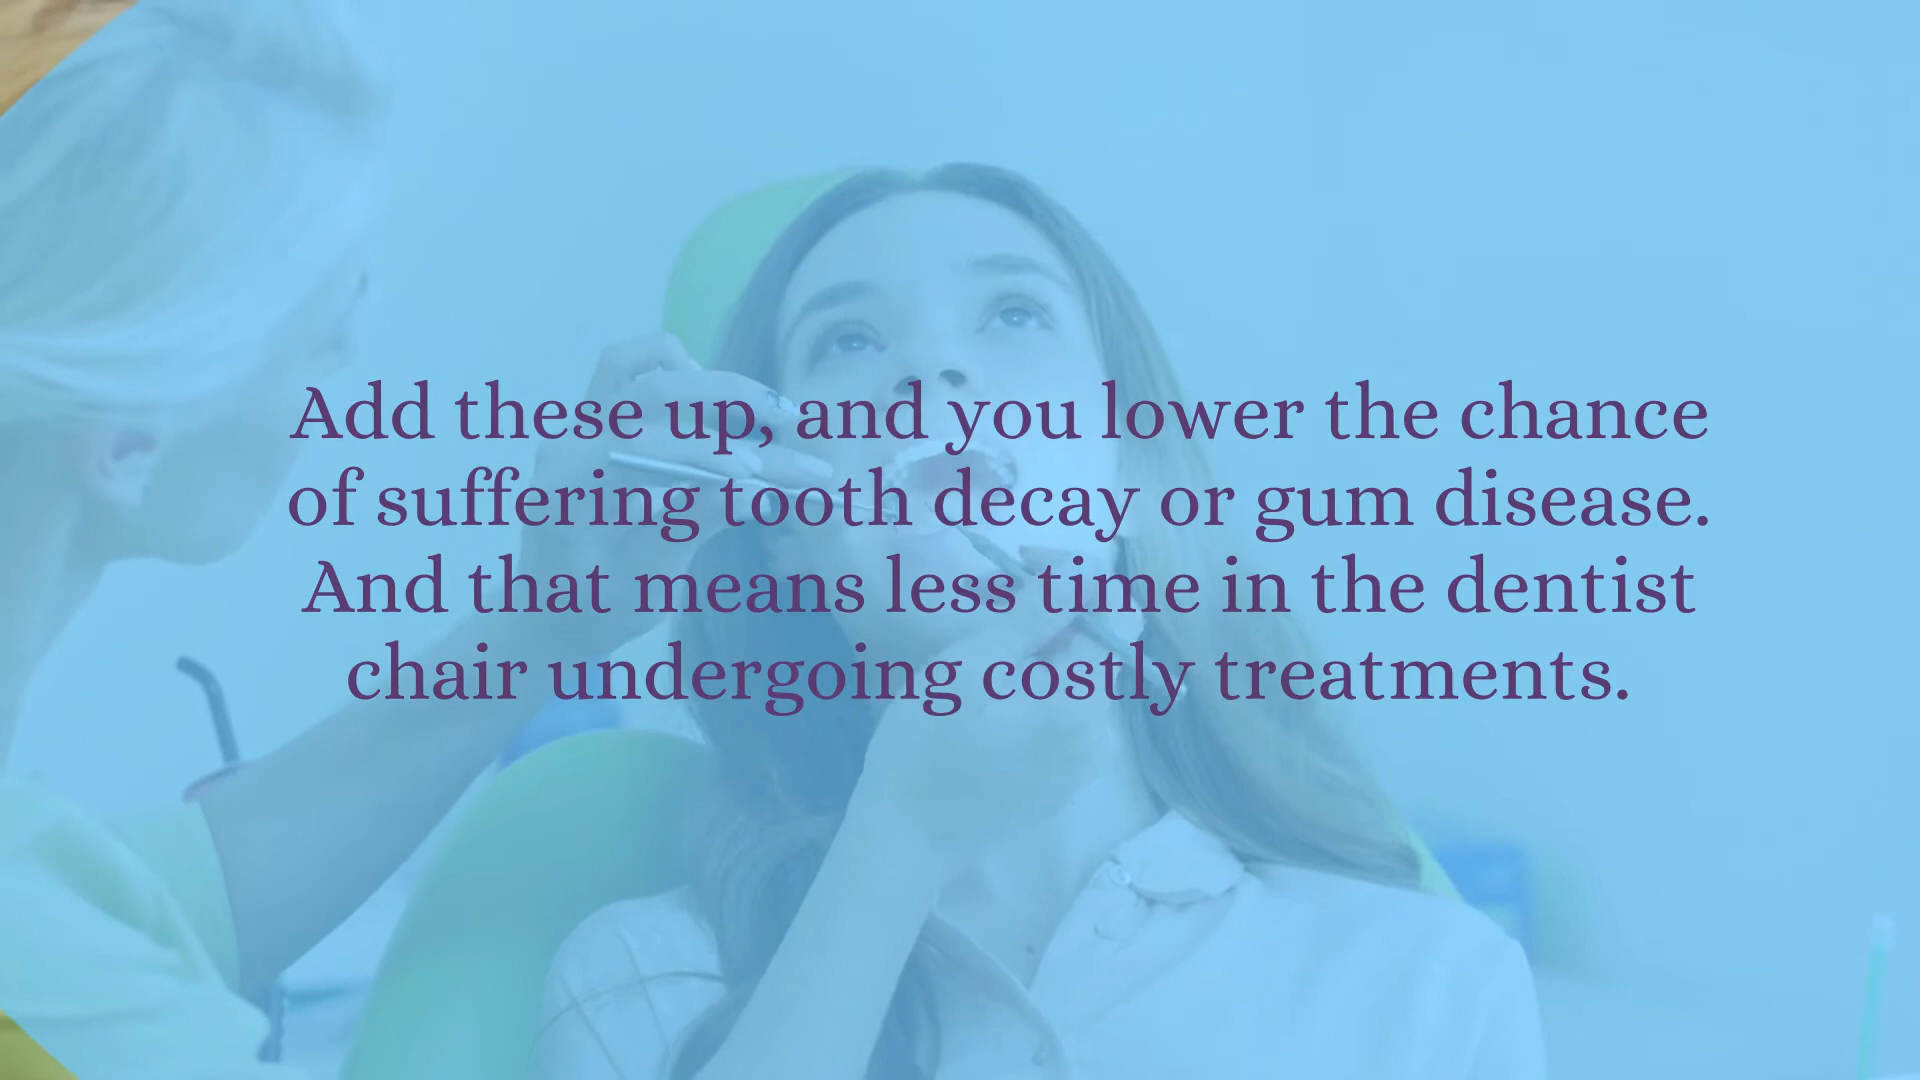 Add these up, and you lower the chance
of suffering tooth decay or gum disease.
And that means less time in the dentist
chair undergoing costly treatments.